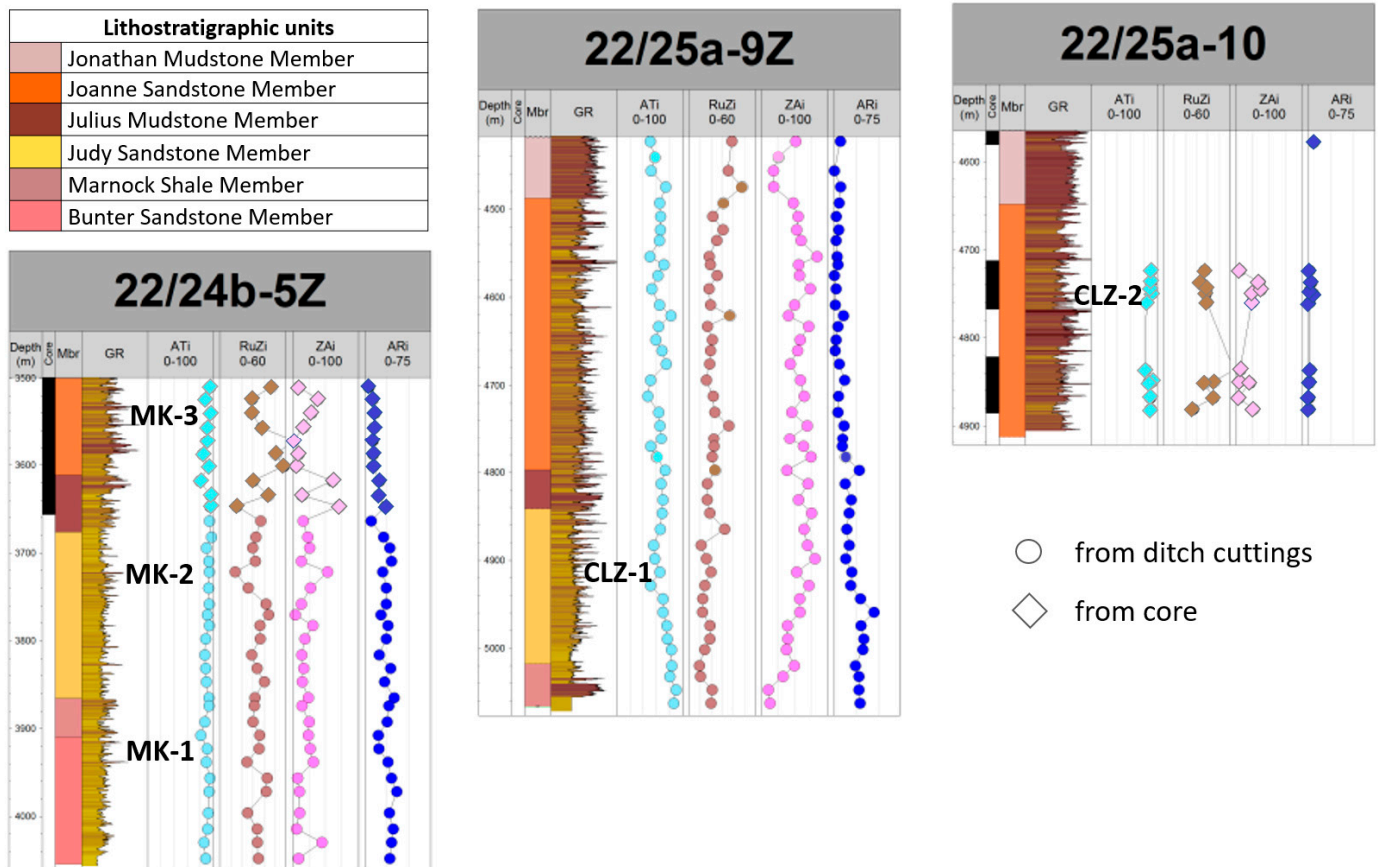 Lithostratigraphic units
Jonathan Mudstone Member
Joanne Sandstone Member
Julius Mudstone Member
Judy Sandstone Member
Marnock Shale Member
Bunter Sandstone Member
22/24b-5Z
Depth (m) Core Mbr GR ATi 0-100 RuZi 0-60 ZAi 0-100 ARi 0-75
3500
MK-3
3600
3700
MK-2
3800
3900
MK-1
4000
22/25a-9Z
Depth (m) Core Mbr GR ATi 0-100 RuZi 0-60 ZAi 0-100 ARi 0-75
4500
4600
4700
4800
4900
CLZ-1
5000
22/25a-10
Depth (m) Core Mbr GR ATi 0-100 RuZi 0-60 ZAi 0-100 ARi 0-75
4600
4700
CLZ-2
4800
4900
from ditch cuttings
from core